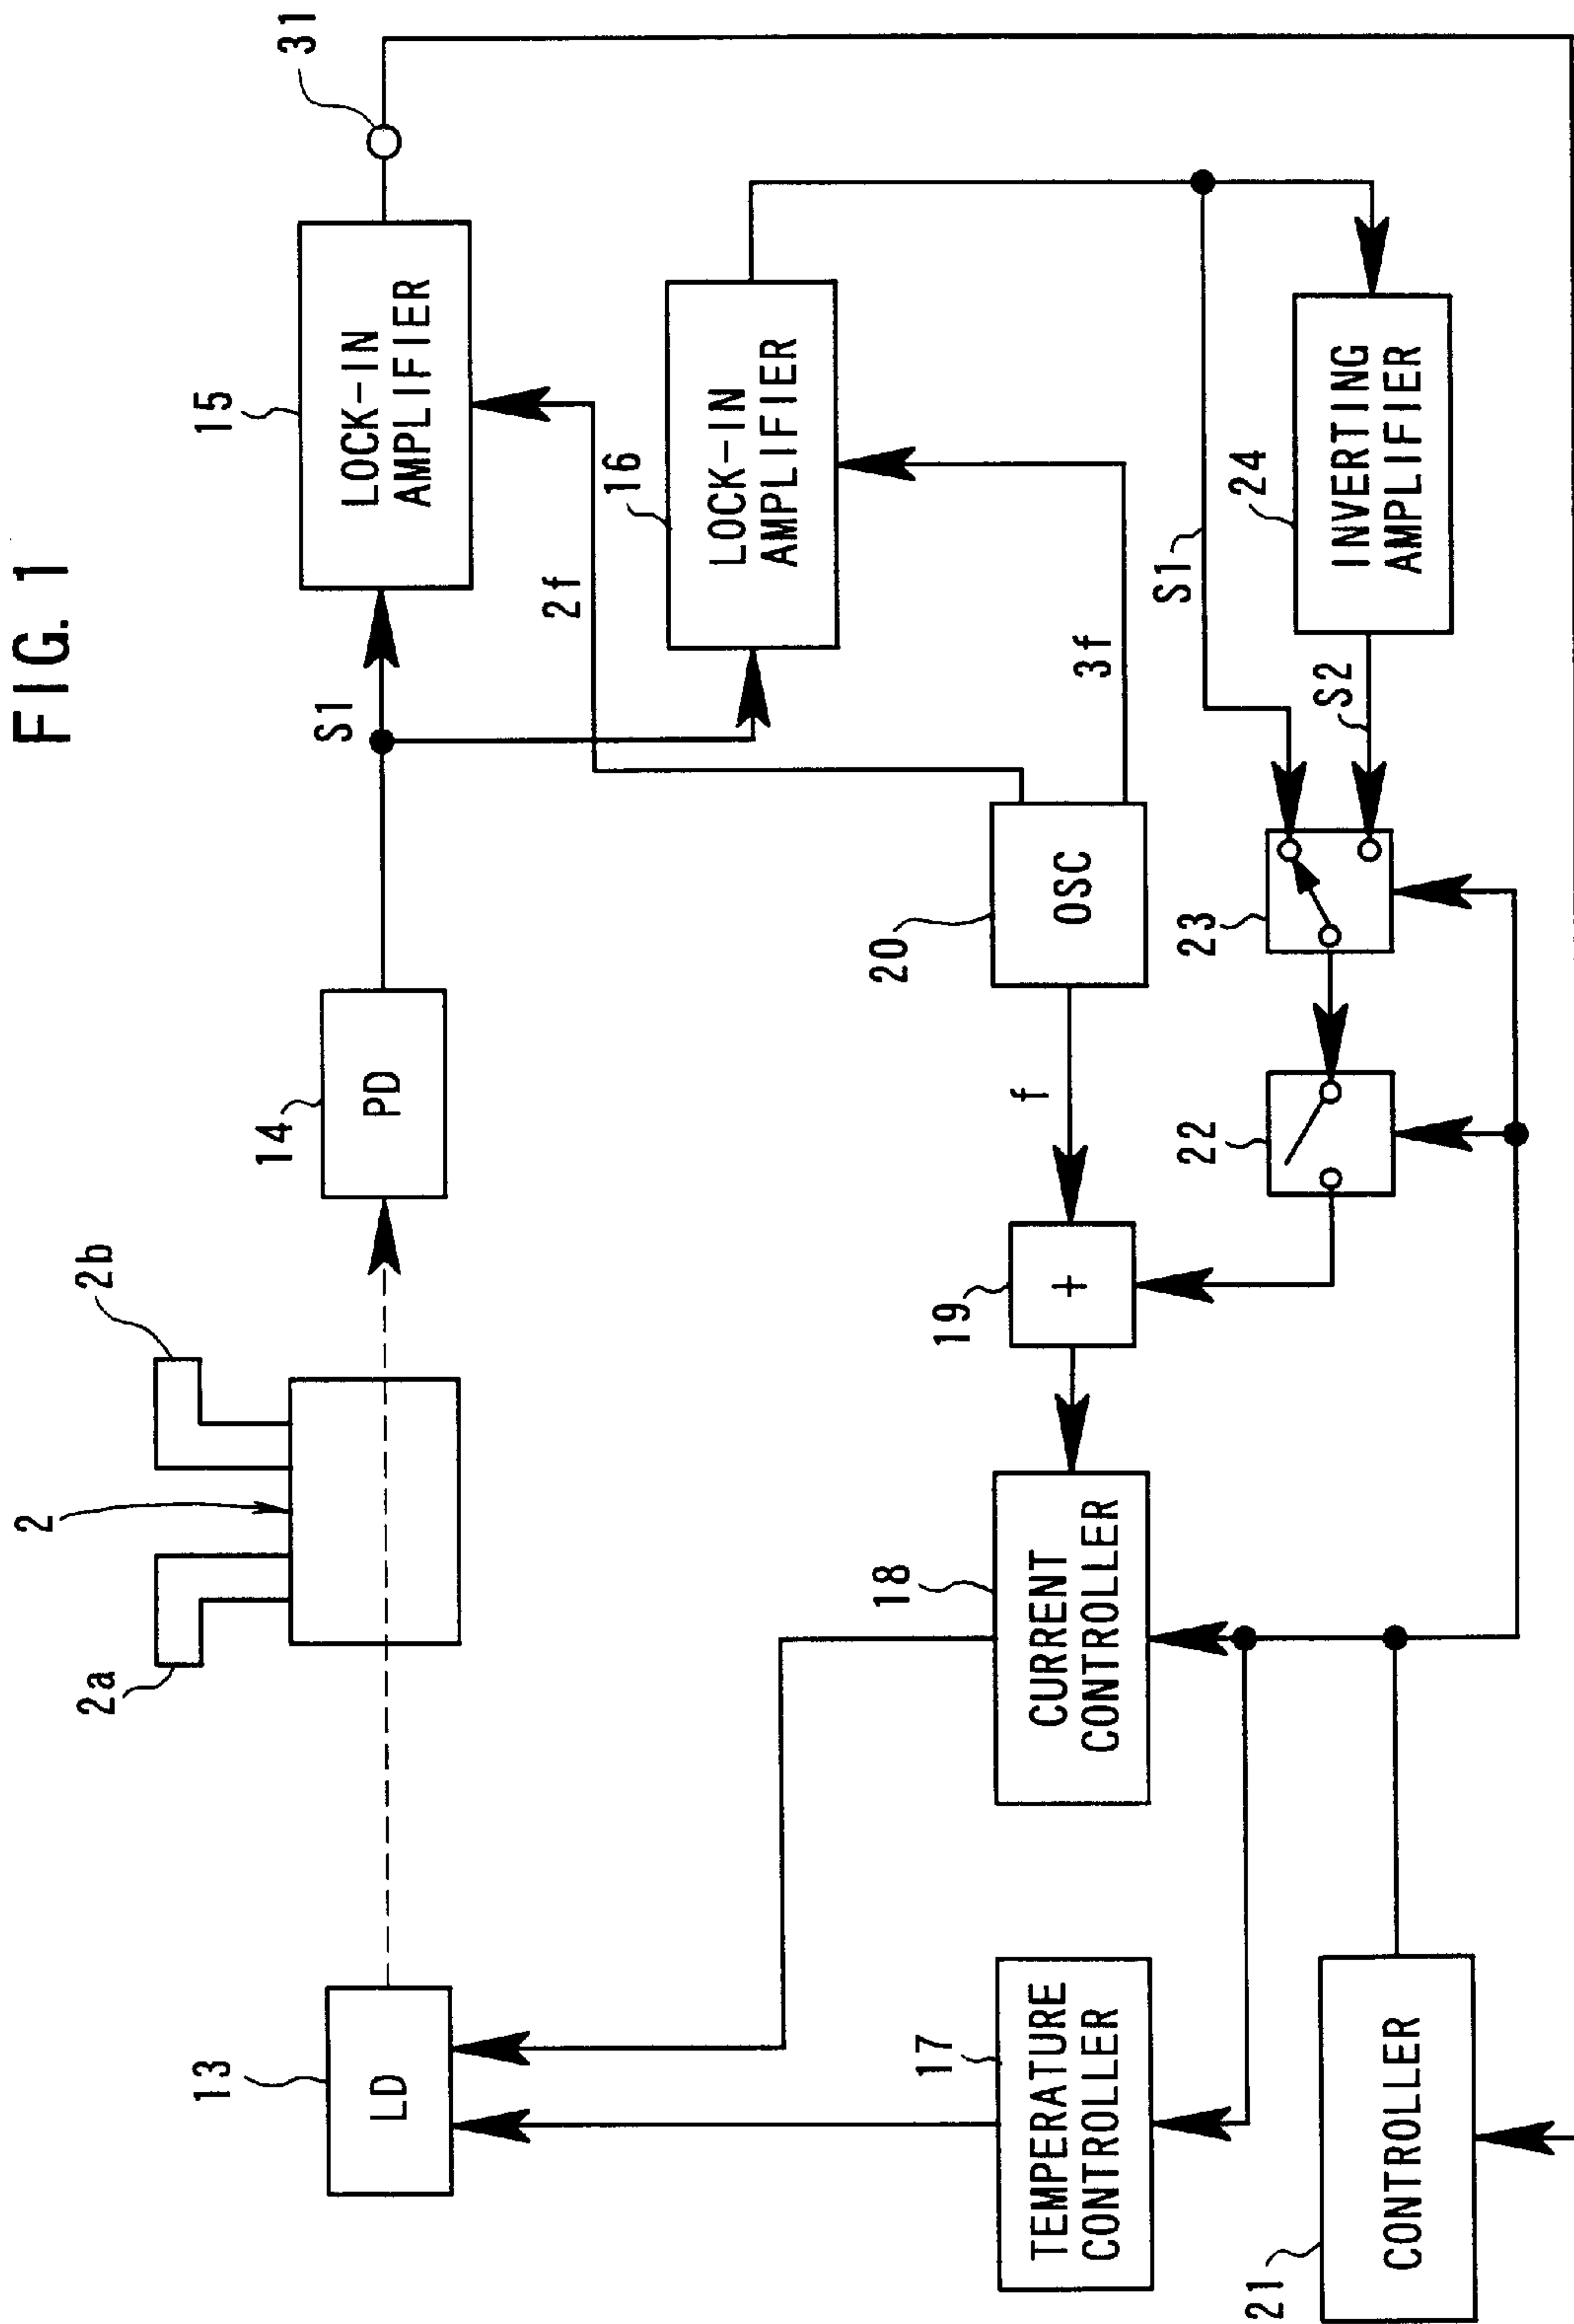 FIG. 1
2a
2
2b
13
LD
14
PD
S1
15
LOCK-IN
AMPLIFIER
31
2f
16
LOCK-IN
AMPLIFIER
3f
17
TEMPERATURE
CONTROLLER
18
CURRENT
CONTROLLER
19
+
f
20
OSC
S1
21
CONTROLLER
22
23
S2
24
INVERTING
AMPLIFIER